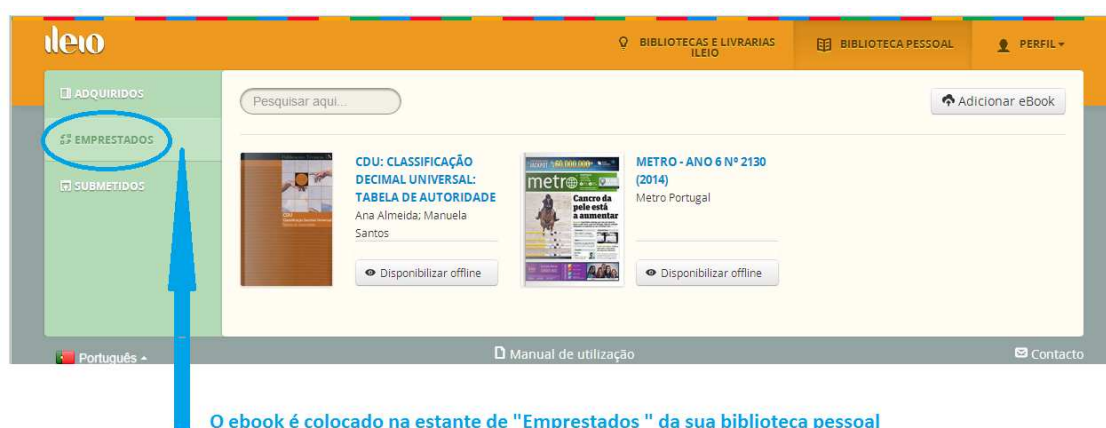 ileio
BIBLIOTECAS E LIVRARIAS
ILEIO
BIBLIOTECA PESSOAL
PERFIL
ADQUIRIDOS
EMPRESTADOS
SUBMETIDOS
Pesquisar aqui...
Adicionar eBook
CDU: CLASSIFICAÇÃO
DECIMAL UNIVERSAL:
TABELA DE AUTORIDADE
Ana Almeida; Manuela
Santos
Disponibilizar offline
metro
Cancro da
pele está
a aumentar
METRO - ANO 6 Nº 2130
(2014)
Metro Portugal
Disponibilizar offline
Português
Manual de utilização
Contacto
O ebook é colocado na estante de "Emprestados " da sua biblioteca pessoal